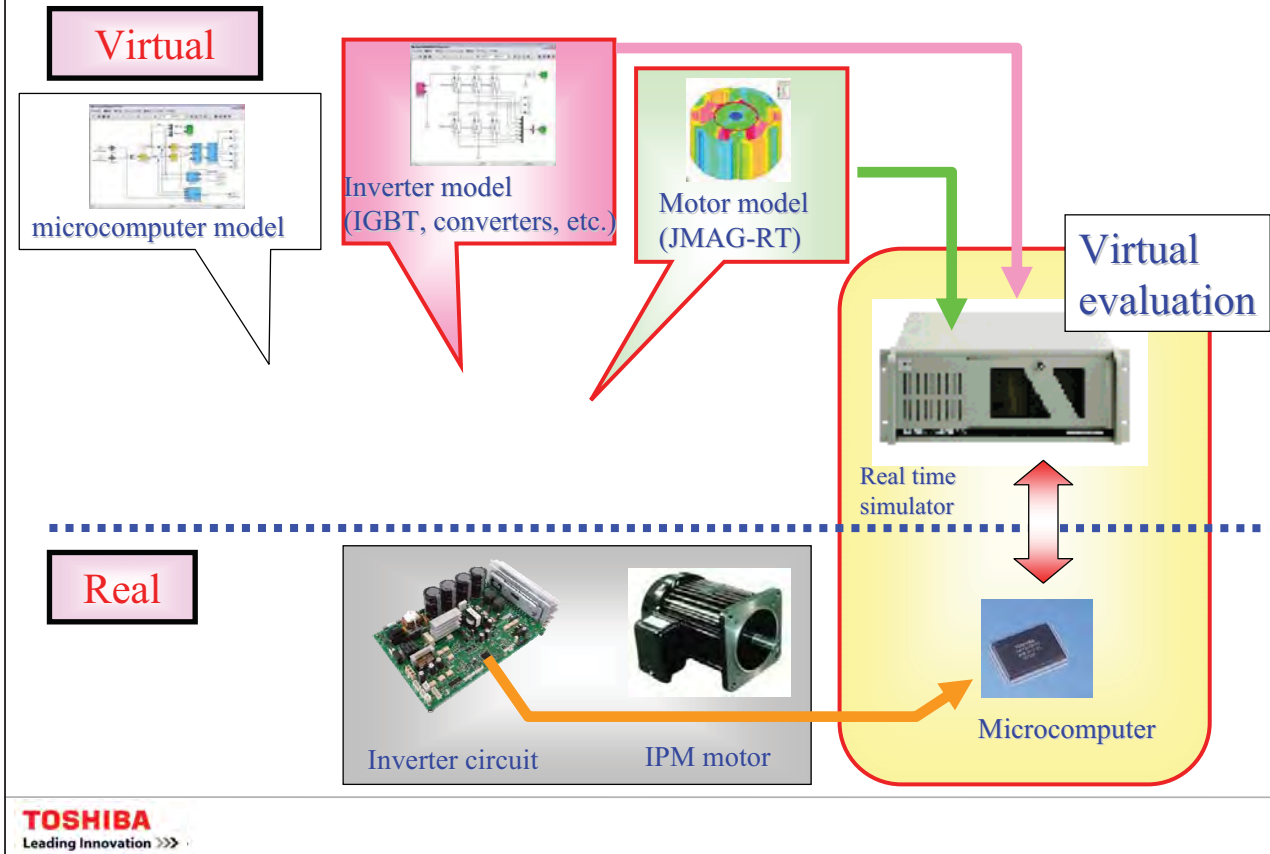 Virtual
microcomputer model
Inverter model
(IGBT, converters, etc.)
Motor model
(JMAG-RT)
Virtual
evaluation
Real time
simulator
Real
Inverter circuit
IPM motor
Microcomputer
TOSHIBA
Leading Innovation >>>